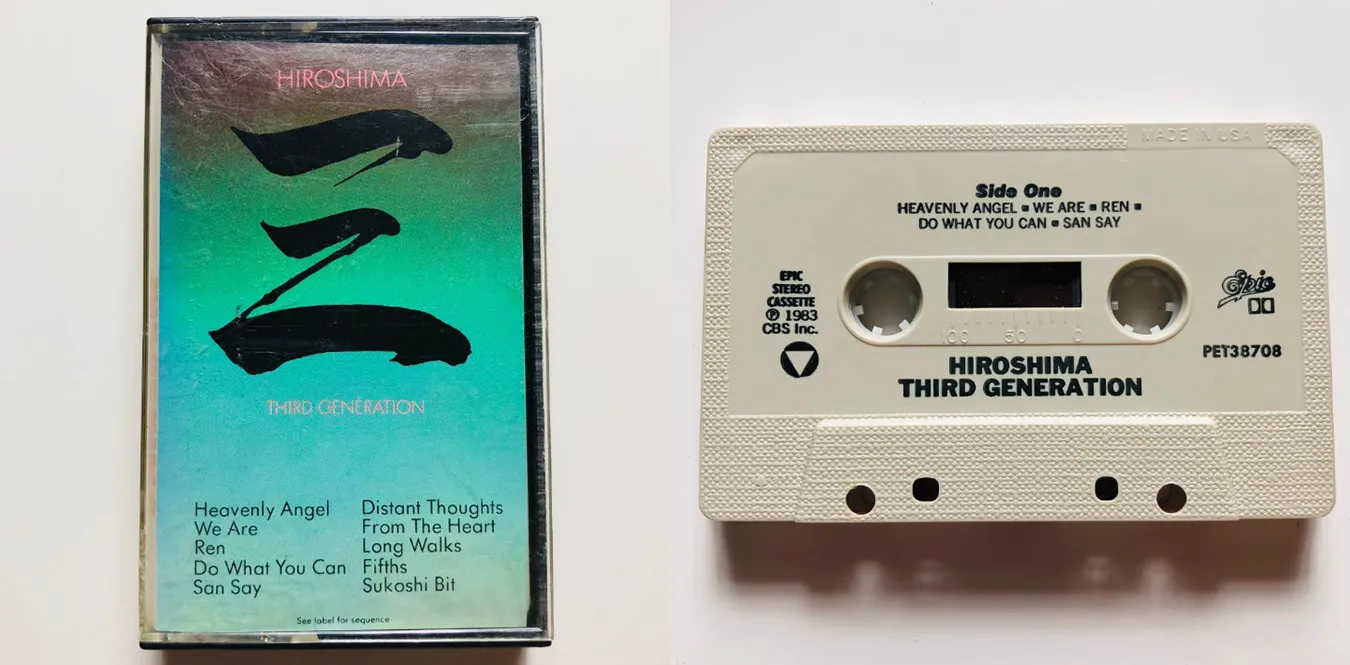 HIROSHIMA
三
THIRD GENERATION
Heavenly Angel
We Are
Ren
Do What You Can
San Say
Distant Thoughts
From The Heart
Long Walks
Fifths
Sukoshi Bit
See label for sequence
MADE IN USA
Side One
HEAVENLY ANGEL ▪ WE ARE ▪ REN ▪
DO WHAT YOU CAN ▪ SAN SAY
EPIC
STEREO
CASSETTE
℗ 1983
CBS Inc.
100 50 0
Epic
PET38708
HIROSHIMA
THIRD GENERATION